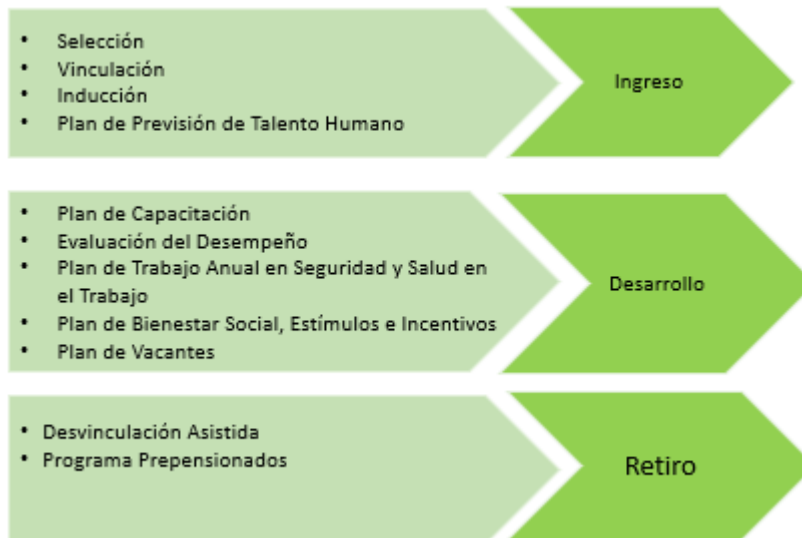 • Selección
• Vinculación
• Inducción
• Plan de Previsión de Talento Humano
Ingreso
• Plan de Capacitación
• Evaluación del Desempeño
• Plan de Trabajo Anual en Seguridad y Salud en
el Trabajo
• Plan de Bienestar Social, Estímulos e Incentivos
• Plan de Vacantes
Desarrollo
• Desvinculación Asistida
• Programa Prepensionados
Retiro